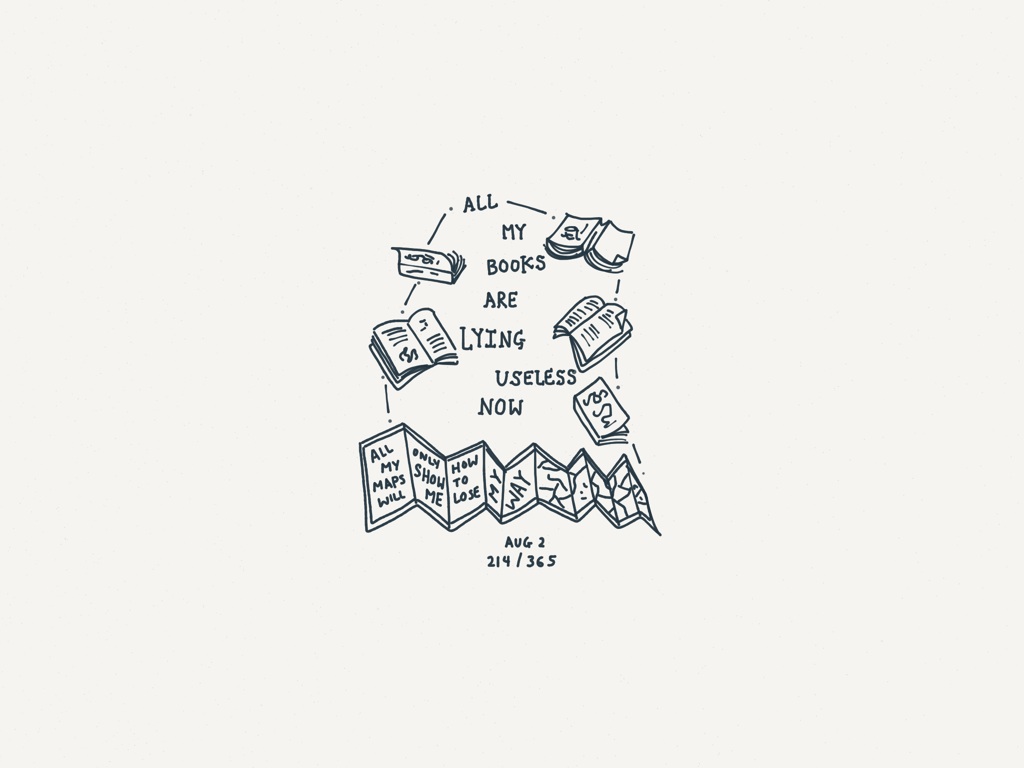 ALL
MY
BOOKS
ARE
LYING
USELESS
NOW
ALL
MY
MAPS
WILL
ONLY
SHOW
ME
HOW
TO
LOSE
MY
WAY
AUG 2
214 / 365